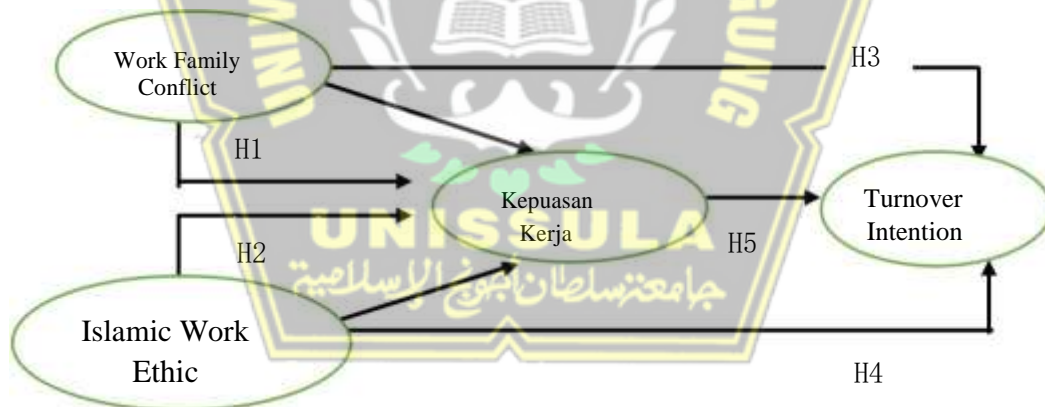 Work Family
Conflict
H3
H1
Kepuasan
Kerja
Turnover
Intention
H2
H5
UNISSULA
جامعة سلطان أجونج الإسلامية
Islamic Work
Ethic
H4